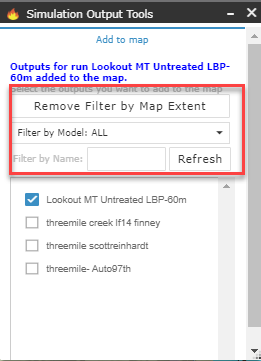 Simulation Output Tools
Add to map
Outputs for run Lookout MT Untreated LBP-
60m added to the map.
Select the outputs you want to add to the map
Remove Filter by Map Extent
Filter by Model: ALL
Filter by Name:
Refresh
Lookout MT Untreated LBP-60m
threemile creek lf14 finney
threemile scottreinhardt
threemile- Auto97th